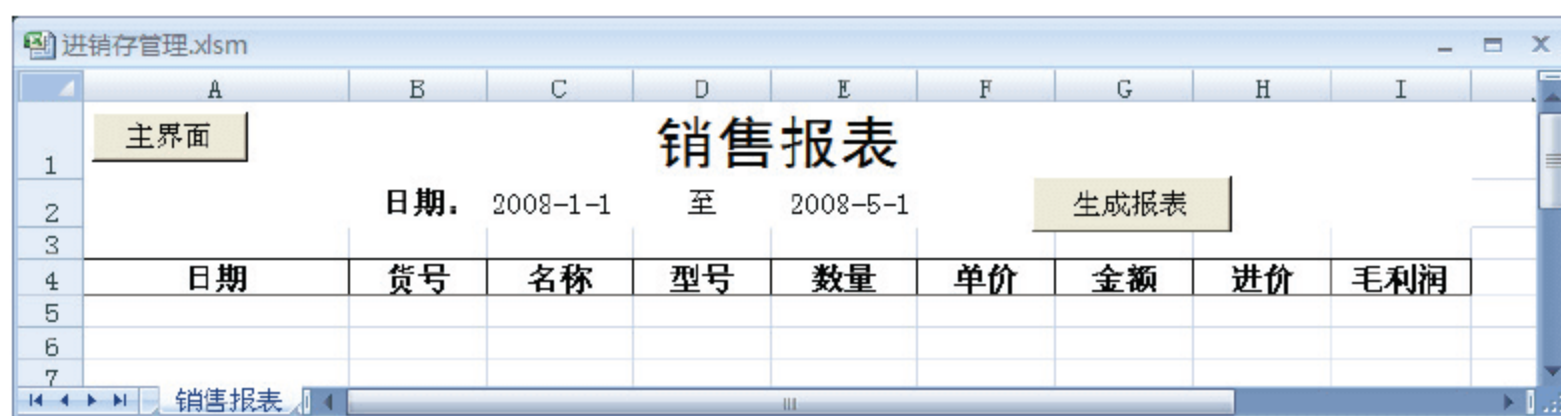 进销存管理.xlsm
A B C D E F G H I
1 主界面 销售报表
2 日期: 2008-1-1 至 2008-5-1 生成报表
3
4 日期 货号 名称 型号 数量 单价 金额 进价 毛利润
5
6
7
销售报表